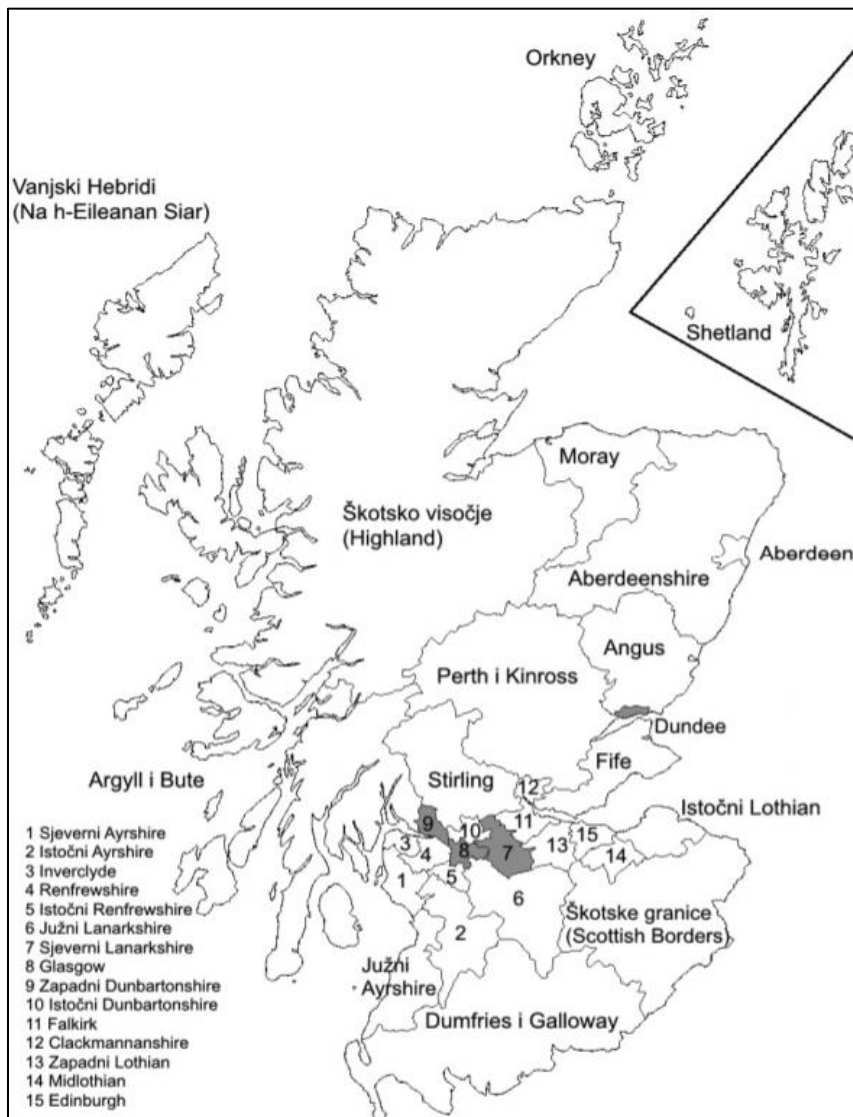 Orkney
Vanjski Hebridi
(Na h-Eileanan Siar)
Shetland
Moray
Škotsko visočje
(Highland)
Aberdeen
Aberdeenshire
Angus
Perth i Kinross
Dundee
Fife
Argyll i Bute
Stirling
12
Istočni Lothian
9
10
11
15
3
4
8
7
13
14
1
5
6
2
Škotske granice
(Scottish Borders)
Južni
Ayrshire
Dumfries i Galloway
1 Sjeverni Ayrshire
2 Istočni Ayrshire
3 Inverclyde
4 Renfrewshire
5 Istočni Renfrewshire
6 Južni Lanarkshire
7 Sjeverni Lanarkshire
8 Glasgow
9 Zapadni Dunbartonshire
10 Istočni Dunbartonshire
11 Falkirk
12 Clackmannanshire
13 Zapadni Lothian
14 Midlothian
15 Edinburgh